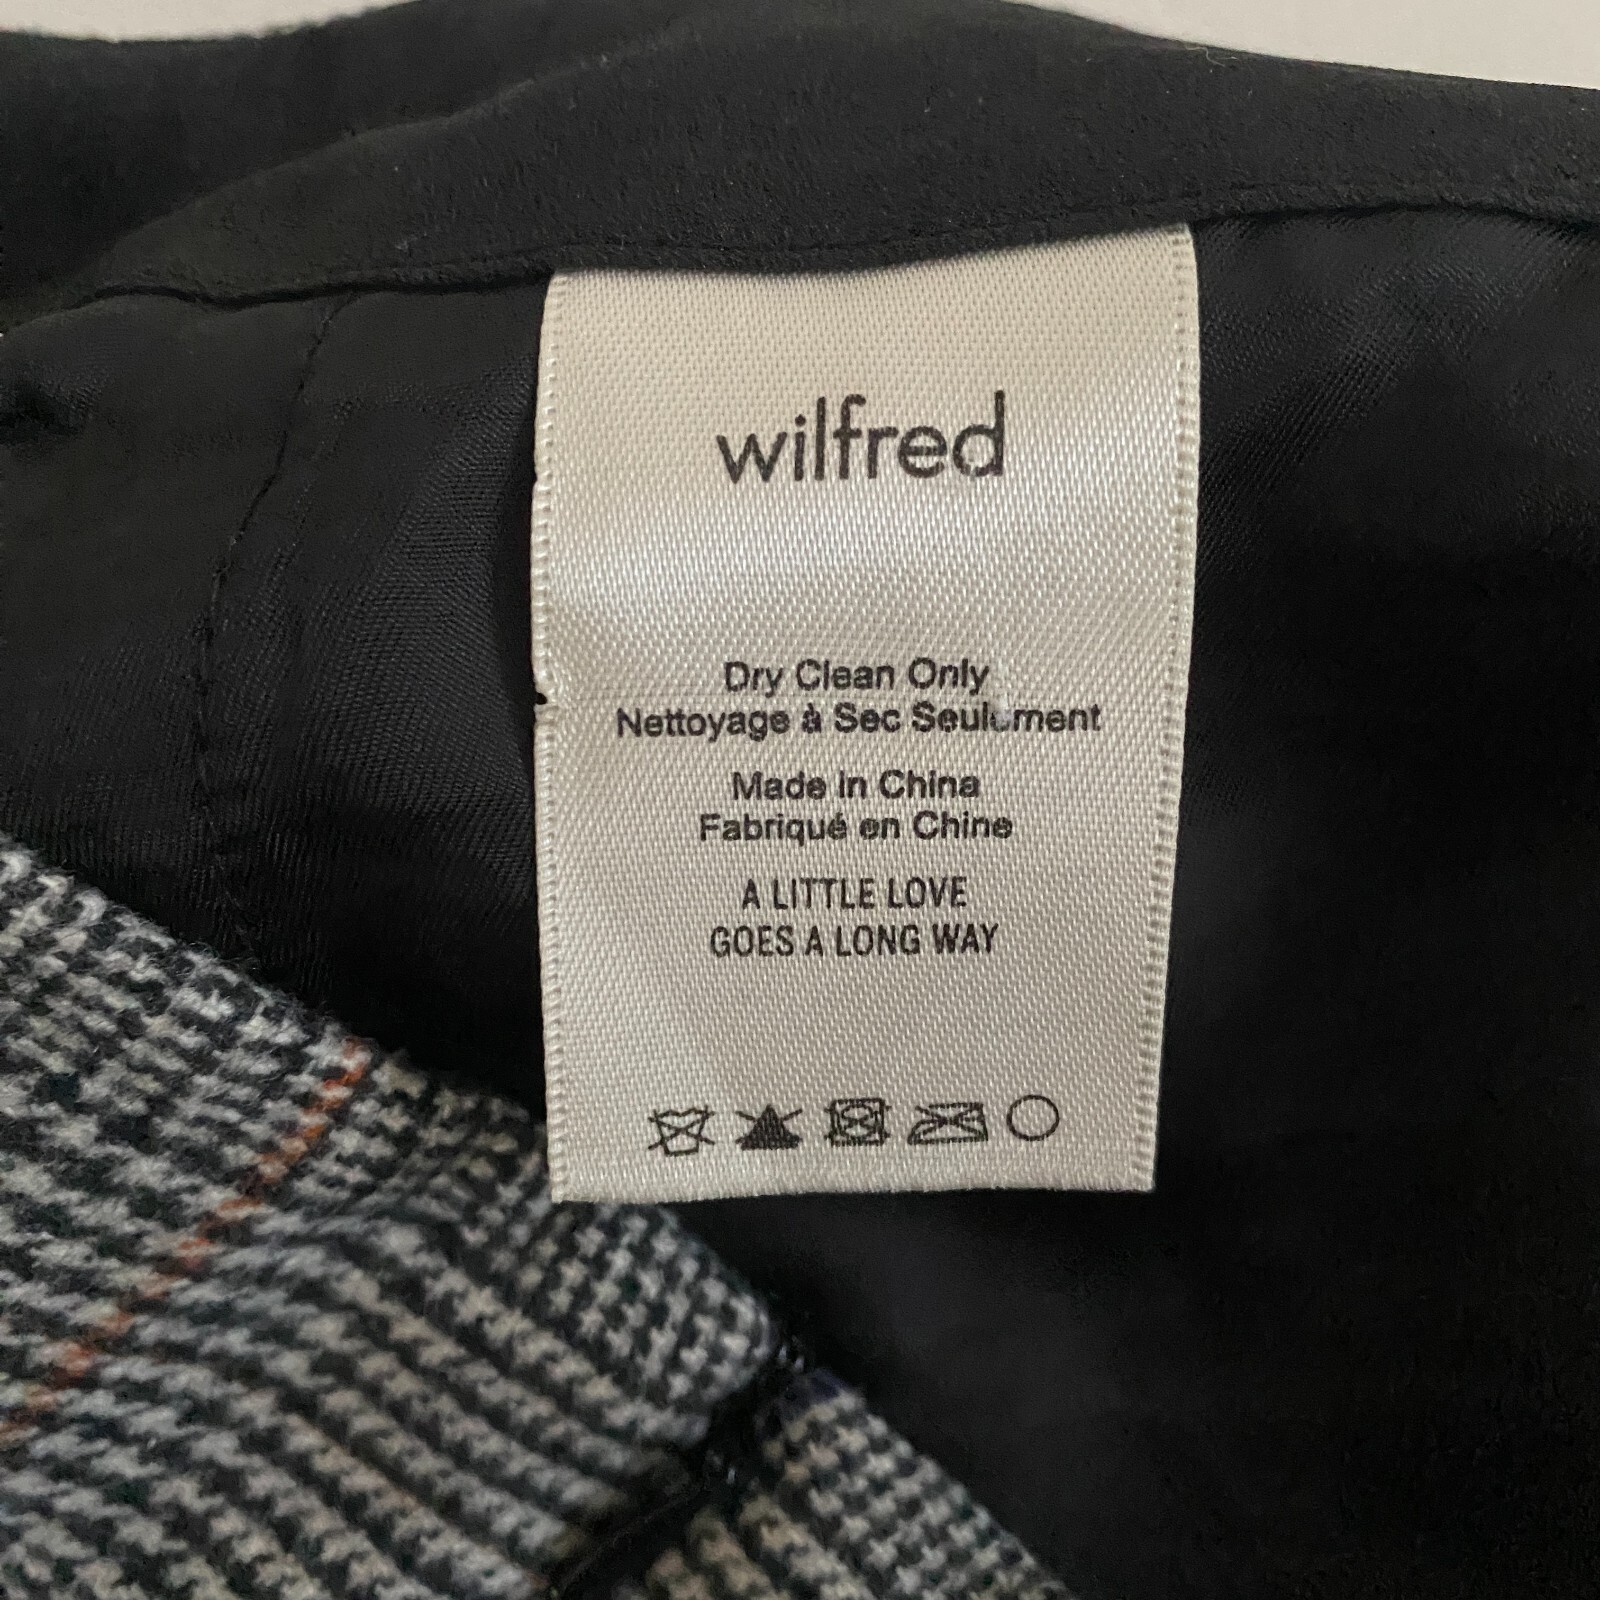 wilfred
Dry Clean Only
Nettoyage à Sec Seulement
Made in China
Fabriqué en Chine
A LITTLE LOVE
GOES A LONG WAY